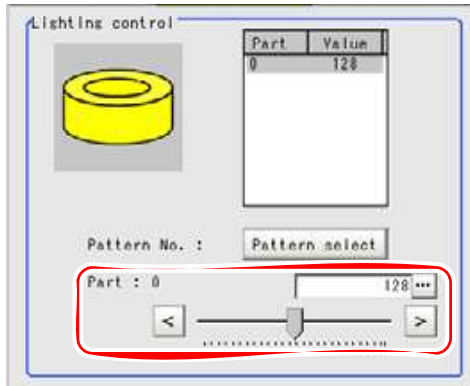 Lighting control
Part Value
0 128
Pattern No. : Pattern select
Part : 0 128 ...
< >